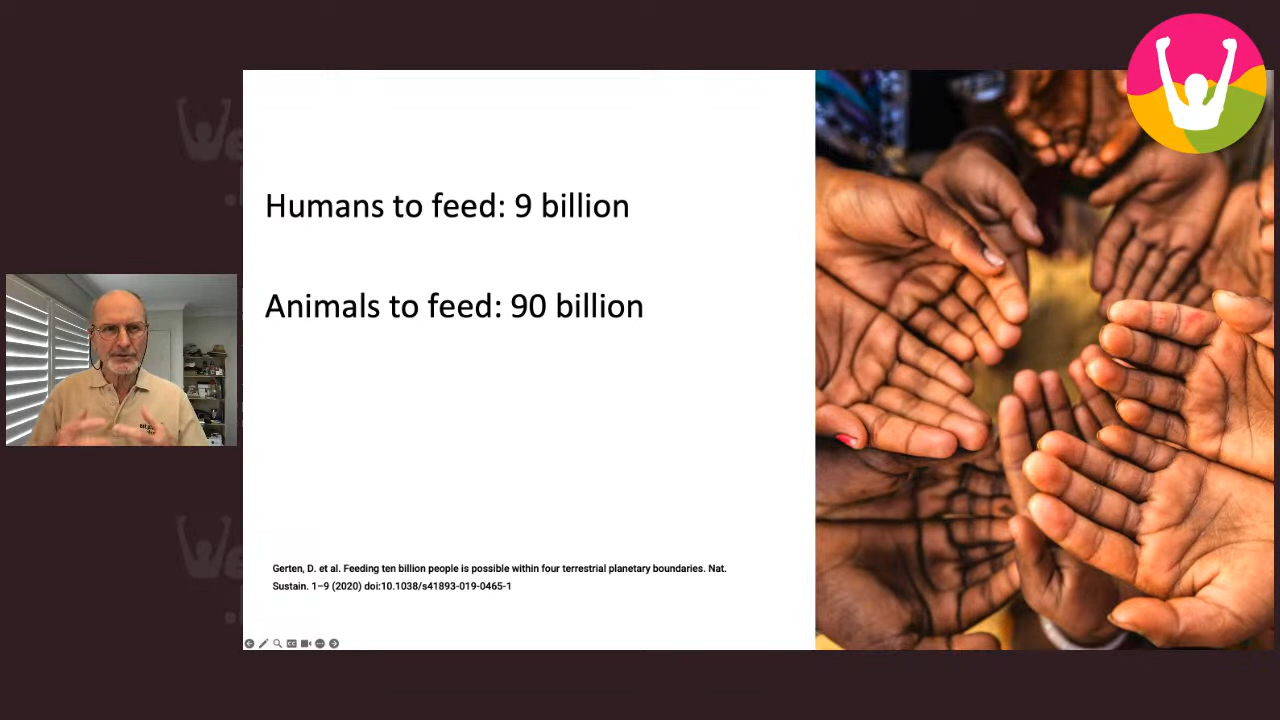 Humans to feed: 9 billion
Animals to feed: 90 billion
Gerten, D. et al. Feeding ten billion people is possible within four terrestrial planetary boundaries. Nat.
Sustain. 1–9 (2020) doi:10.1038/s41893-019-0465-1